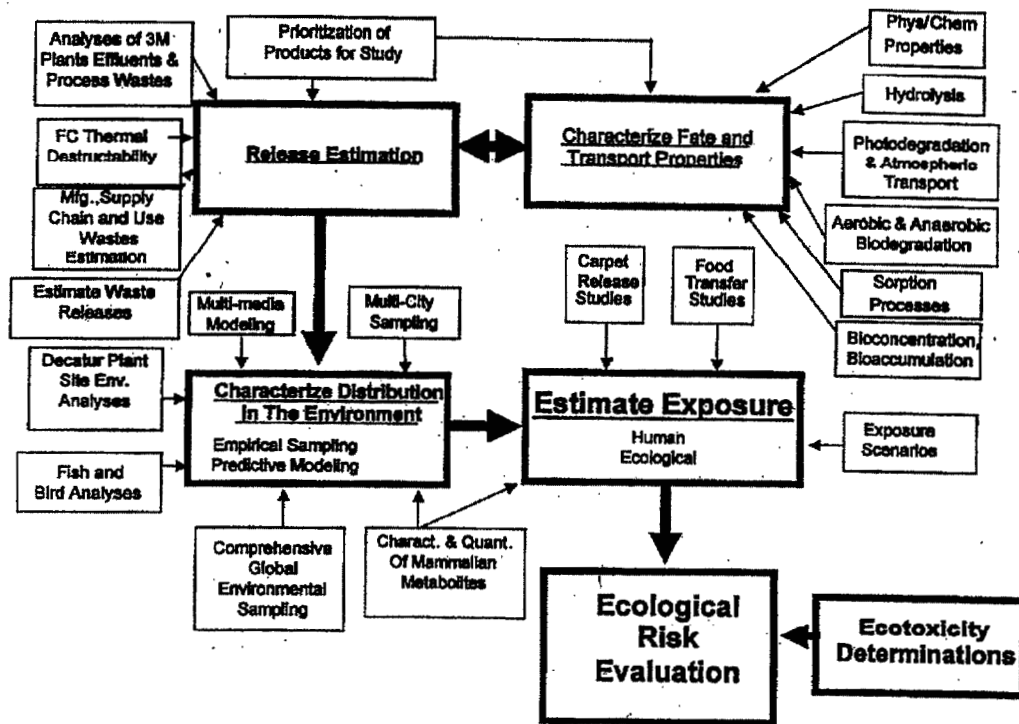 Analyses of 3M
Plants Effluents &
Process Wastes
Prioritization of
Products for Study
Phys/Chem
Properties
Hydrolysis
FC Thermal
Destructability
Release Estimation
Characterize Fate and
Transport Properties
Photodegradation
& Atmospheric
Transport
Mfg., Supply
Chain and Use
Wastes
Estimation
Aerobic & Anaerobic
Biodegradation
Estimate Waste
Releases
Multi-media
Modeling
Multi-City
Sampling
Carpet
Release
Studies
Food
Transfer
Studies
Sorption
Processes
Bioconcentration,
Bioaccumulation
Decatur Plant
Site Env.
Analyses
Characterize Distribution
In The Environment
Empirical Sampling
Predictive Modeling
Estimate Exposure
Human
Ecological
Exposure
Scenarios
Fish and
Bird Analyses
Comprehensive
Global
Environmental
Sampling
Charact. & Quant.
Of Mammalian
Metabolites
Ecological
Risk
Evaluation
Ecotoxicity
Determinations